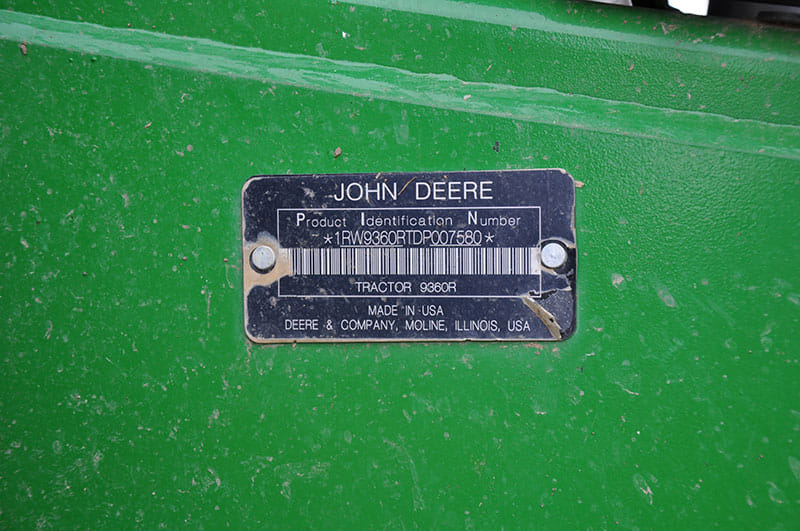 JOHN DEERE
Product Identification Number
*1RW9360RTDP007580*
TRACTOR 9360R
MADE IN USA
DEERE & COMPANY, MOLINE, ILLINOIS, USA